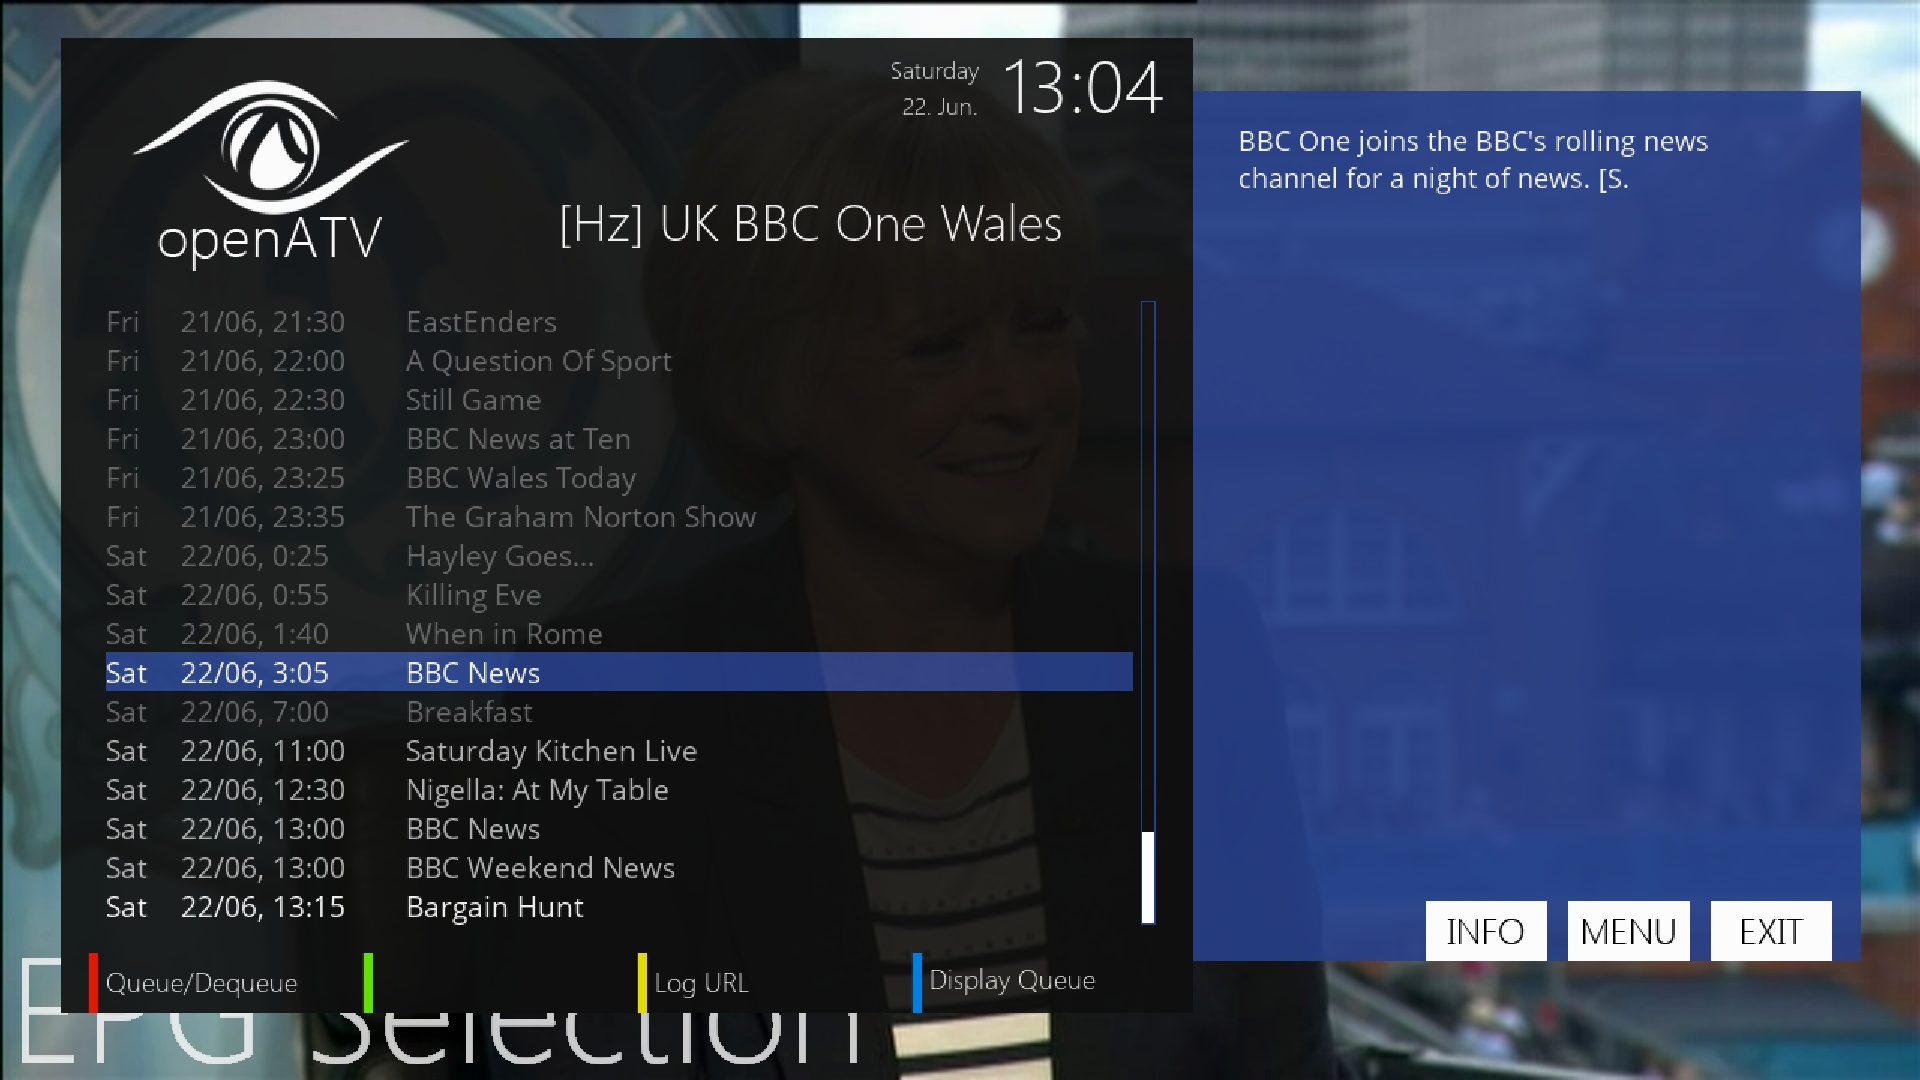 Saturday
22. Jun.
13:04
openATV
[Hz] UK BBC One Wales
Fri 21/06, 21:30 EastEnders
Fri 21/06, 22:00 A Question Of Sport
Fri 21/06, 22:30 Still Game
Fri 21/06, 23:00 BBC News at Ten
Fri 21/06, 23:25 BBC Wales Today
Fri 21/06, 23:35 The Graham Norton Show
Sat 22/06, 0:25 Hayley Goes...
Sat 22/06, 0:55 Killing Eve
Sat 22/06, 1:40 When in Rome
Sat 22/06, 3:05 BBC News
Sat 22/06, 7:00 Breakfast
Sat 22/06, 11:00 Saturday Kitchen Live
Sat 22/06, 12:30 Nigella: At My Table
Sat 22/06, 13:00 BBC News
Sat 22/06, 13:00 BBC Weekend News
Sat 22/06, 13:15 Bargain Hunt
BBC One joins the BBC's rolling news
channel for a night of news. [S.
INFO MENU EXIT
Queue/Dequeue Log URL Display Queue
EPG Selection